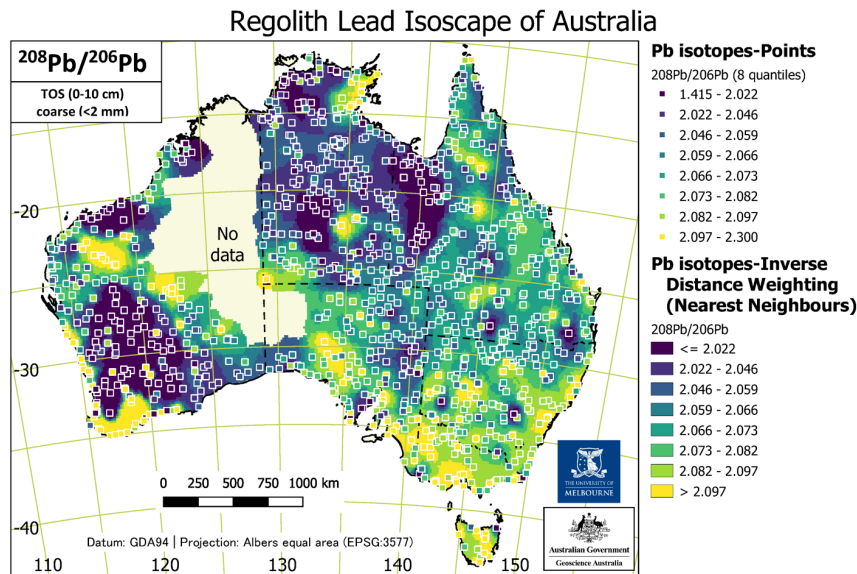 Regolith Lead Isoscape of Australia
208Pb/206Pb
TOS (0-10 cm)
coarse (<2 mm)
No
data
-20
-30
-40
110
120
130
140
150
0 250 500 750 1000 km
Datum: GDA94 | Projection: Albers equal area (EPSG:3577)
THE UNIVERSITY OF
MELBOURNE
Australian Government
Geoscience Australia
Pb isotopes-Points
208Pb/206Pb (8 quantiles)
1.415 - 2.022
2.022 - 2.046
2.046 - 2.059
2.059 - 2.066
2.066 - 2.073
2.073 - 2.082
2.082 - 2.097
2.097 - 2.300
Pb isotopes-Inverse
Distance Weighting
(Nearest Neighbours)
208Pb/206Pb
<= 2.022
2.022 - 2.046
2.046 - 2.059
2.059 - 2.066
2.066 - 2.073
2.073 - 2.082
2.082 - 2.097
> 2.097